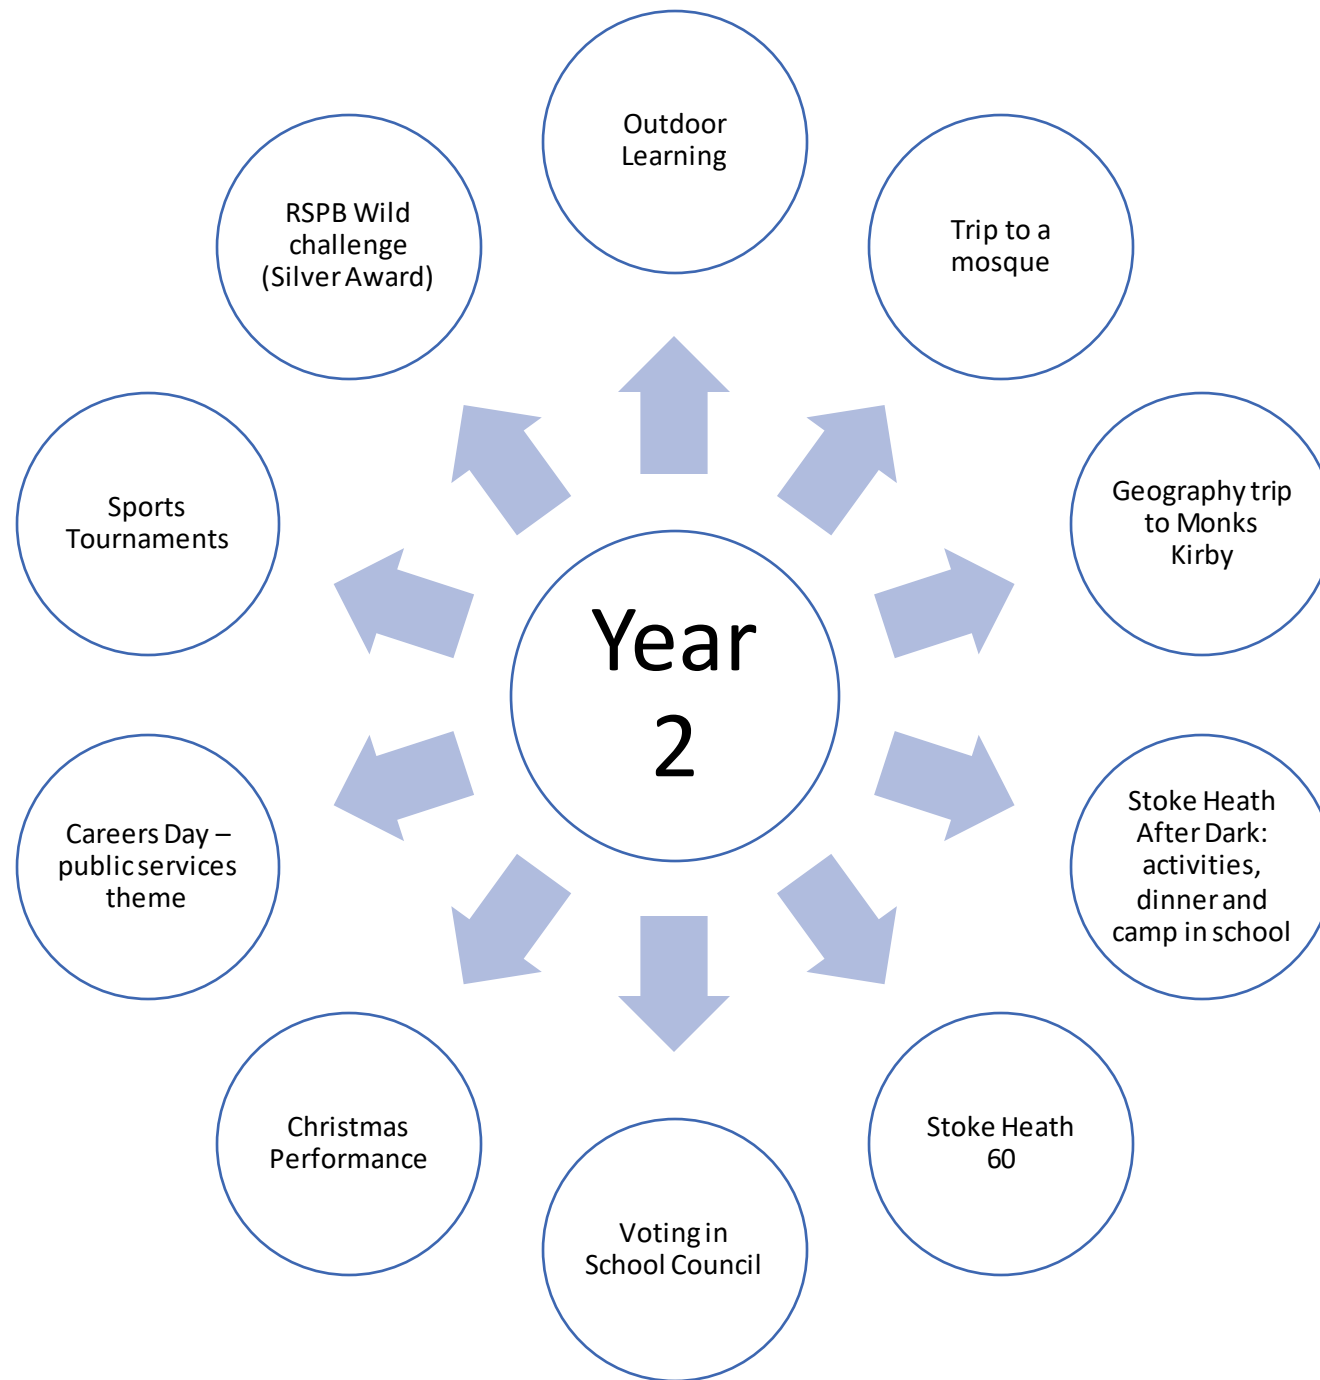 Outdoor
Learning
Trip to a
mosque
Geography trip
to Monks
Kirby
Stoke Heath
After Dark:
activities,
dinner and
camp in school
Stoke Heath
60
Voting in
School Council
Christmas
Performance
Careers Day –
public services
theme
Sports
Tournaments
RSPB Wild
challenge
(Silver Award)
Year
2